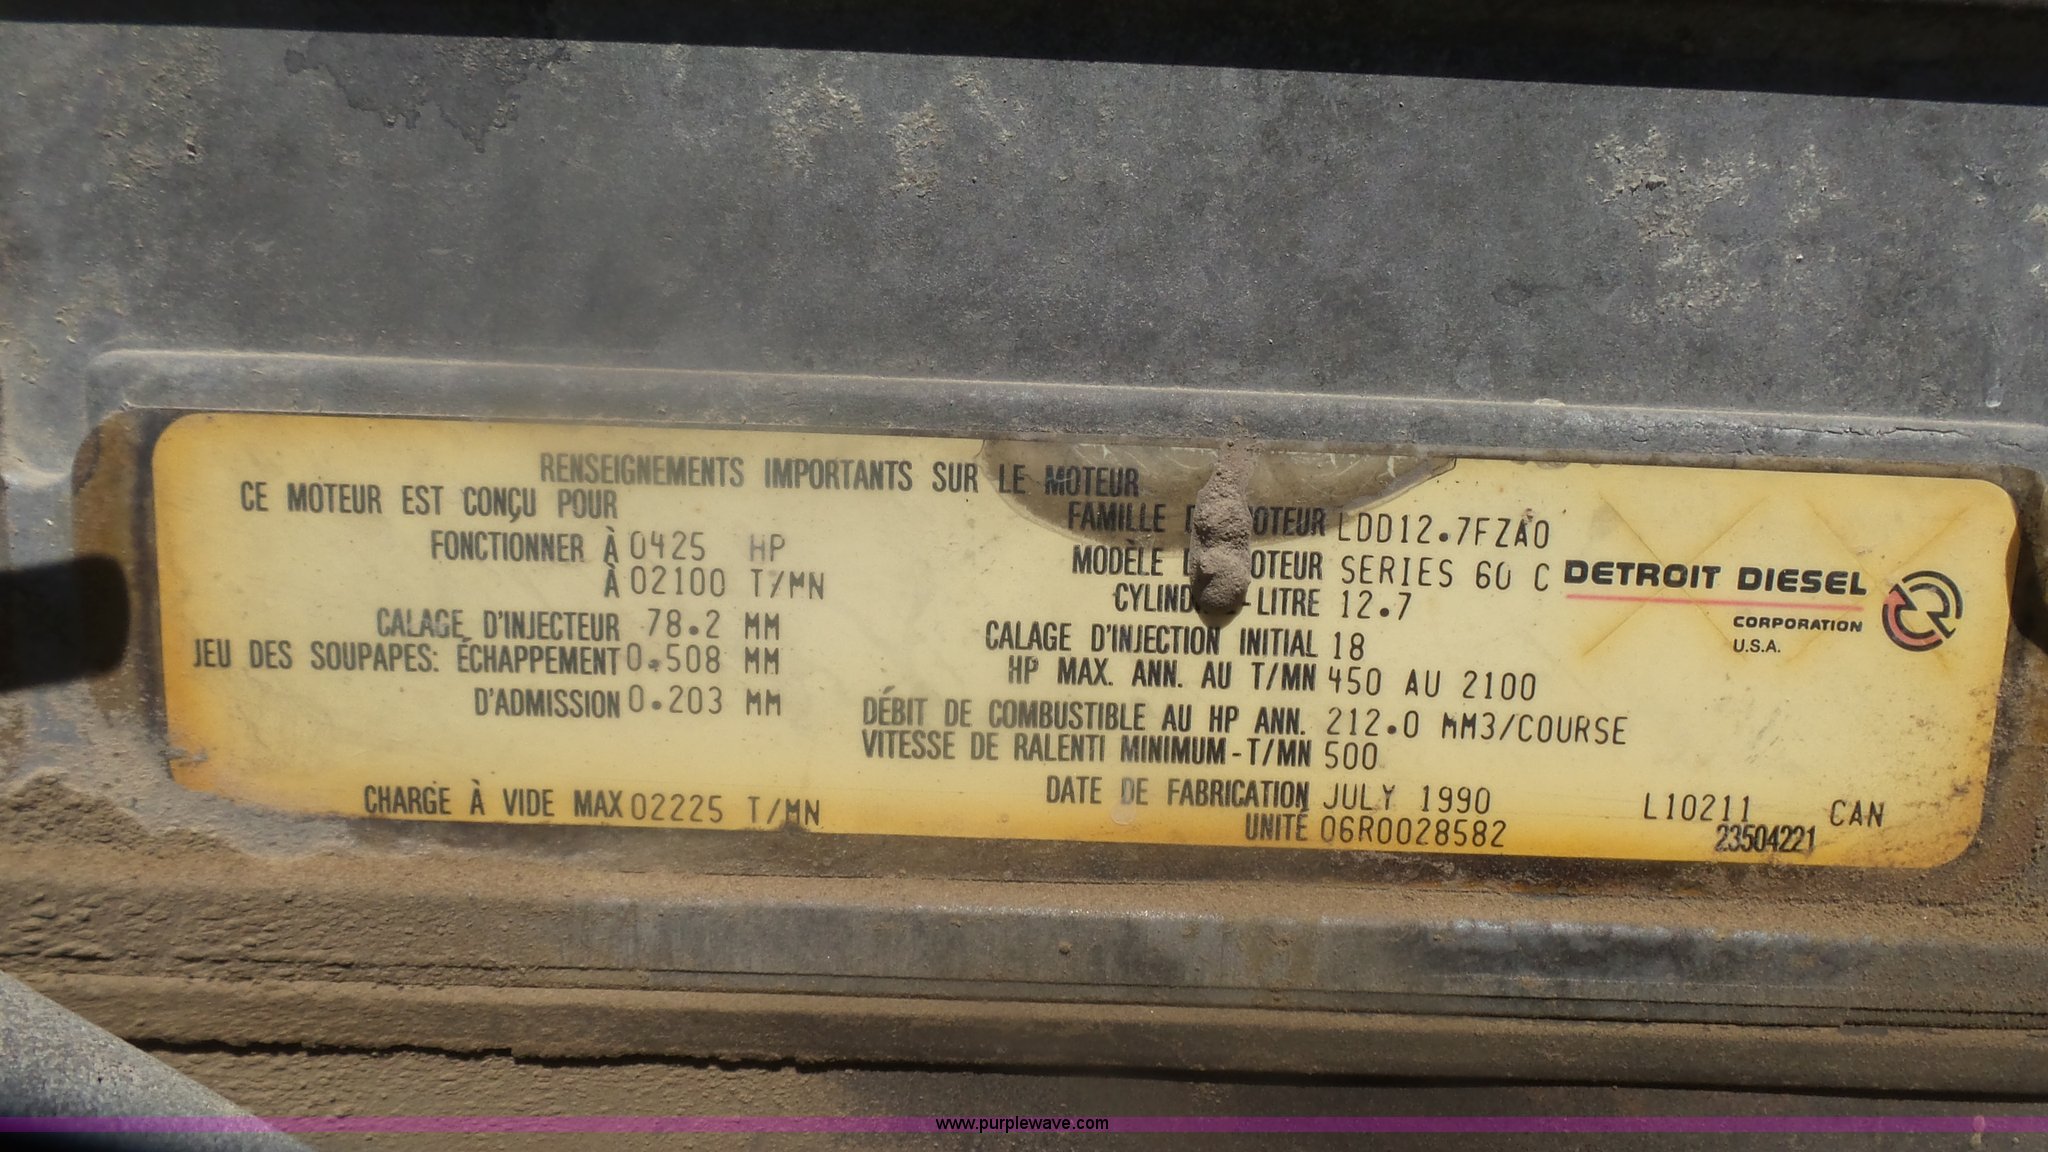 RENSEIGNEMENTS IMPORTANTS SUR LE MOTEUR
CE MOTEUR EST CONÇU POUR
FONCTIONNER À 0425 HP
À 02100 T/MN
CALAGE D'INJECTEUR 78.2 MM
JEU DES SOUPAPES: ÉCHAPPEMENT 0.508 MM
D'ADMISSION 0.203 MM
CHARGE À VIDE MAX 02225 T/MN
FAMILLE MOTEUR LDD12.7FZA0
MODÈLE MOTEUR SERIES 60 C
-LITRE 12.7
CALAGE D'INJECTION INITIAL 18
HP MAX. ANN. AU T/MN 450 AU 2100
DÉBIT DE COMBUSTIBLE AU HP ANN. 212.0 MM3/COURSE
VITESSE DE RALENTI MINIMUM-T/MN 500
DATE DE FABRICATION JULY 1990
UNITÉ 06R0028582
DETROIT DIESEL
CORPORATION
U.S.A.
L10211 CAN
23504221
www.purplewave.com